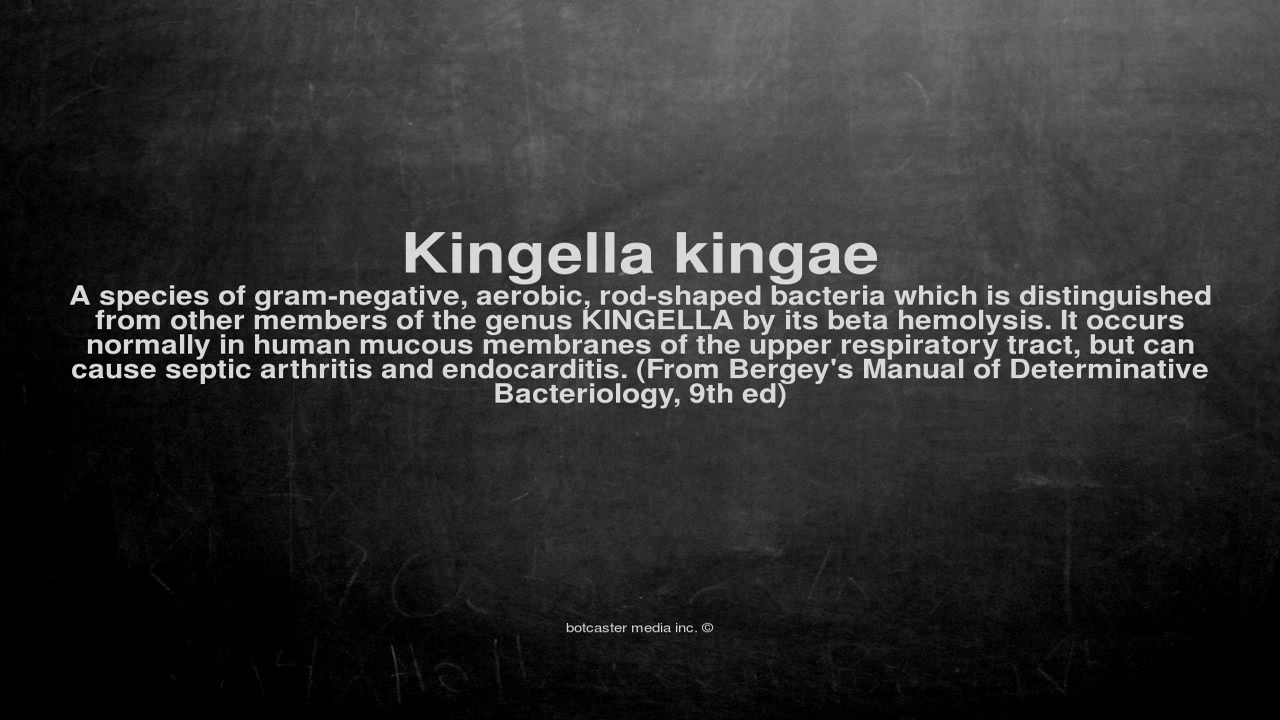 Kingella kingae
A species of gram-negative, aerobic, rod-shaped bacteria which is distinguished
from other members of the genus KINGELLA by its beta hemolysis. It occurs
normally in human mucous membranes of the upper respiratory tract, but can
cause septic arthritis and endocarditis. (From Bergey's Manual of Determinative
Bacteriology, 9th ed)
botcaster media inc. ©